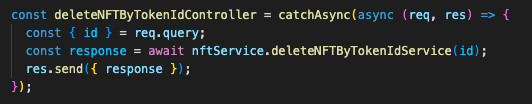 const deleteNFTByTokenIdController = catchAsync(async (req, res) => {
  const { id } = req.query;
  const response = await nftService.deleteNFTByTokenIdService(id);
  res.send({ response });
});